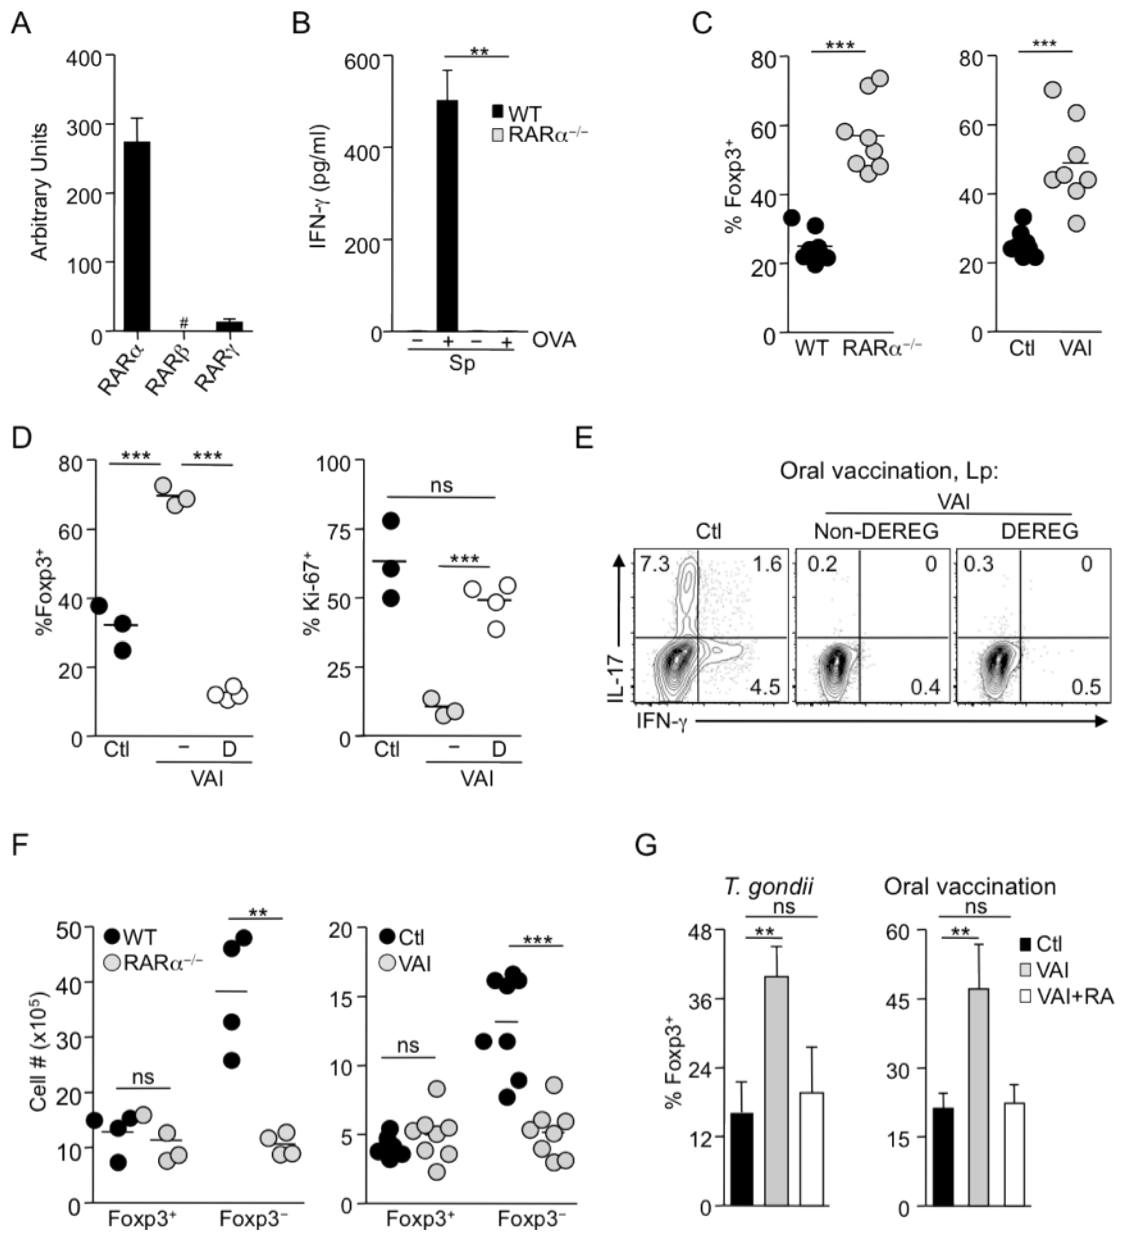 A
400
300
200
100
0
Arbitrary Units
#
RARα
RARβ
RARγ
B
600
400
200
0
IFN-γ (pg/ml)
**
WT
RARα⁻/⁻
− + − + OVA
Sp
C
80
60
40
20
0
% Foxp3⁺
***
WT RARα⁻/⁻
80
60
40
20
0
***
Ctl VAI
D
80
60
40
20
0
%Foxp3⁺
*** ***
Ctl − D
VAI
100
75
50
25
0
% Ki-67⁺
ns
***
Ctl − D
VAI
E
Oral vaccination, Lp:
VAI
Ctl Non-DEREG DEREG
7.3 1.6 0.2 0 0.3 0
4.5 0.4 0.5
IL-17
IFN-γ
F
50
40
30
20
10
0
Cell # (x10⁵)
WT
RARα⁻/⁻
**
ns
Foxp3⁺ Foxp3⁻
20
15
10
5
0
Ctl
VAI
***
ns
Foxp3⁺ Foxp3⁻
G
T. gondii
ns
**
48
36
24
12
0
% Foxp3⁺
Oral vaccination
ns
**
60
45
30
15
0
Ctl
VAI
VAI+RA